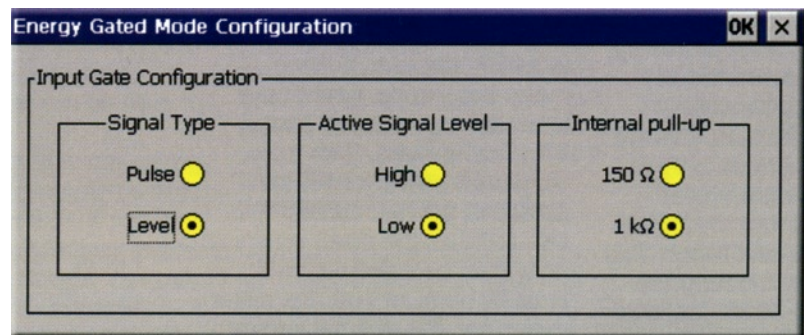 Energy Gated Mode Configuration OK ×
Input Gate Configuration
Signal Type Active Signal Level Internal pull-up
Pulse High 150 Ω
Level Low 1 kΩ